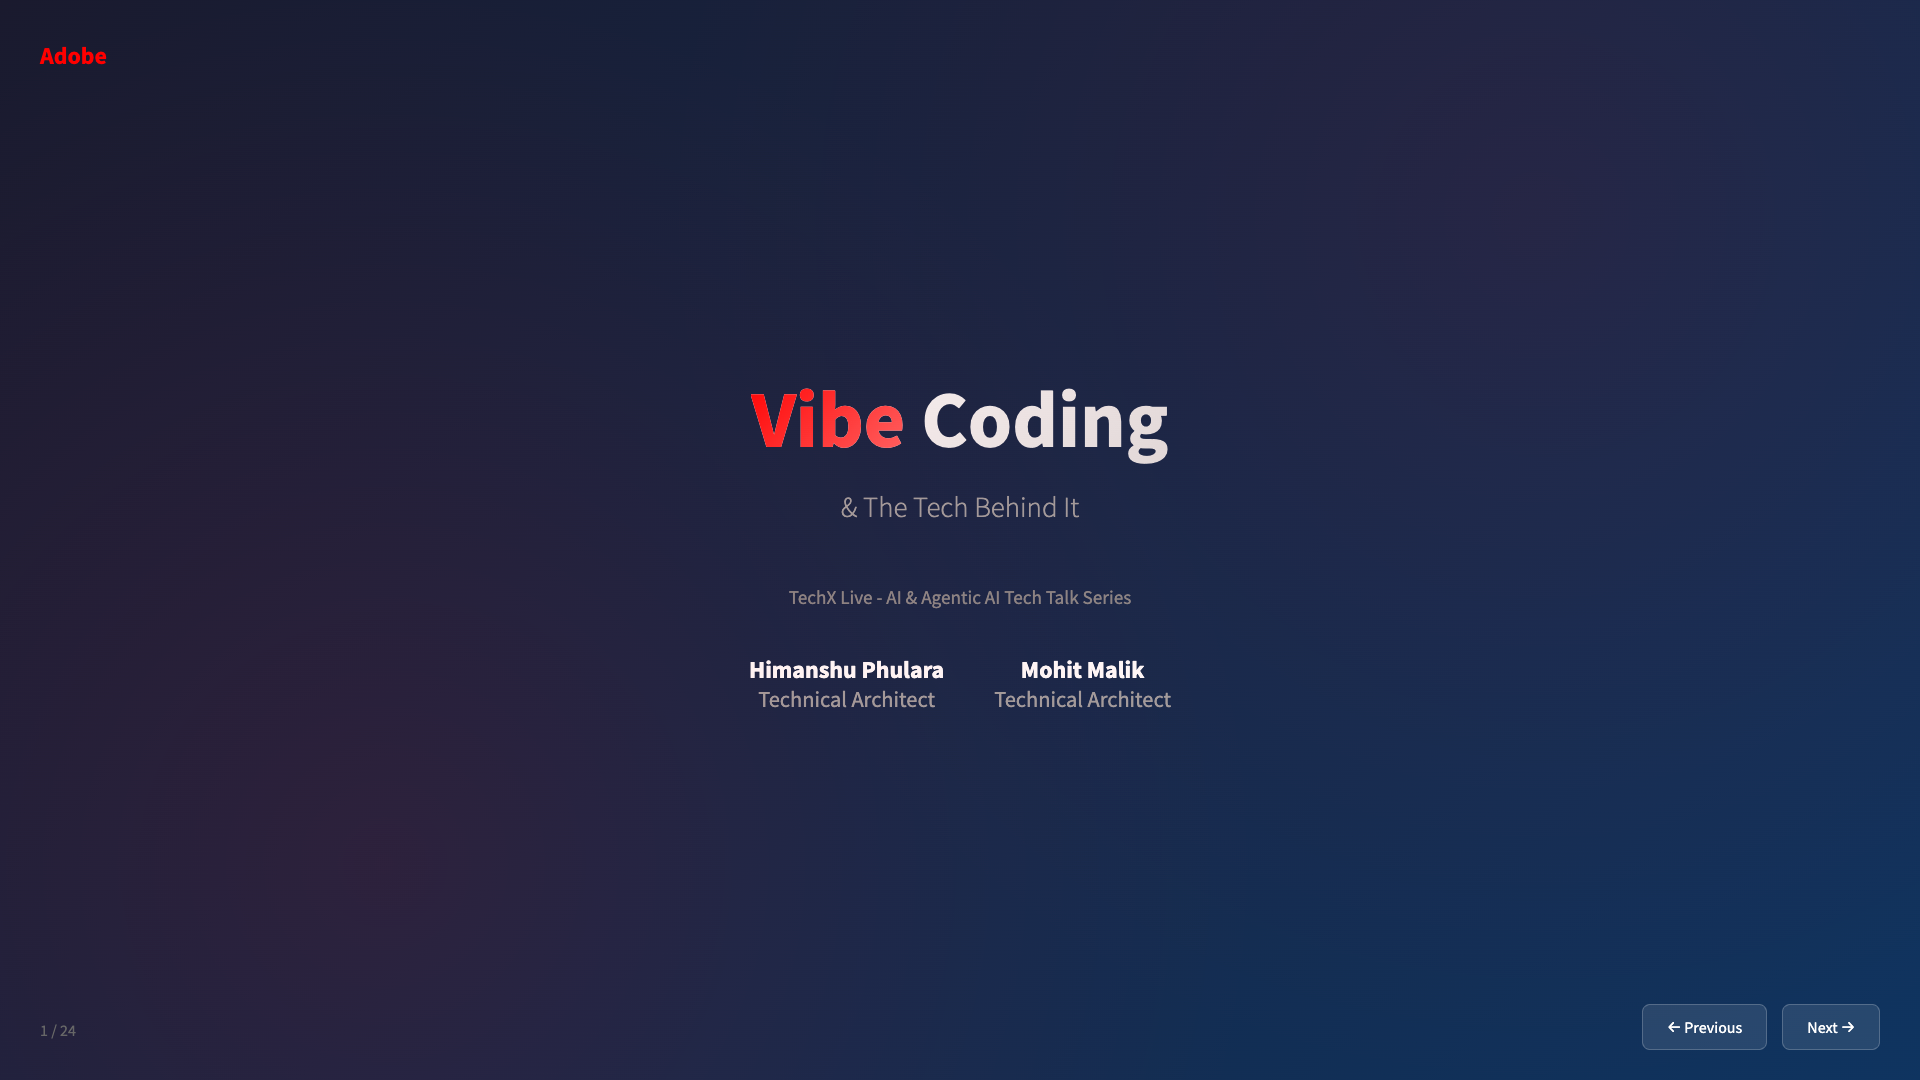 Adobe
Vibe Coding
& The Tech Behind It
TechX Live - AI & Agentic AI Tech Talk Series
Himanshu Phulara
Technical Architect
Mohit Malik
Technical Architect
1 / 24
← Previous
Next →